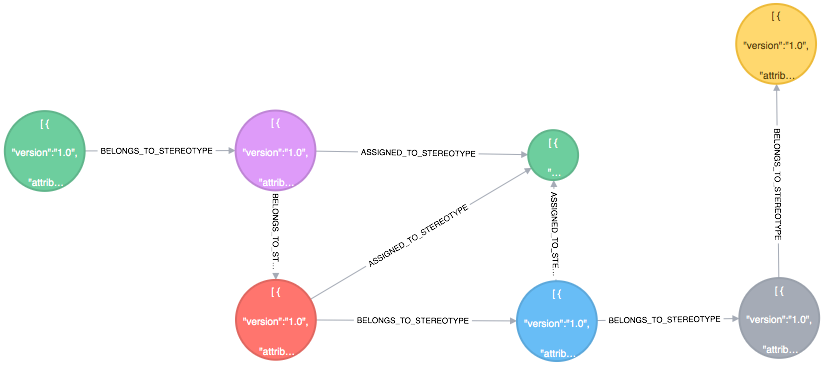 [ {
"version":"1.0",
"attrib…
[ {
"version":"1.0",
"attrib…
BELONGS_TO_STEREOTYPE
[ {
"version":"1.0",
"attrib…
ASSIGNED_TO_STEREOTYPE
[ {
"…
BELONGS_TO_ST…
ASSIGNED_TO_STEREOTYPE
ASSIGNED_TO_STE…
BELONGS_TO_STEREOTYPE
[ {
"version":"1.0",
"attrib…
BELONGS_TO_STEREOTYPE
[ {
"version":"1.0",
"attrib…
BELONGS_TO_STEREOTYPE
[ {
"version":"1.0",
"attrib…